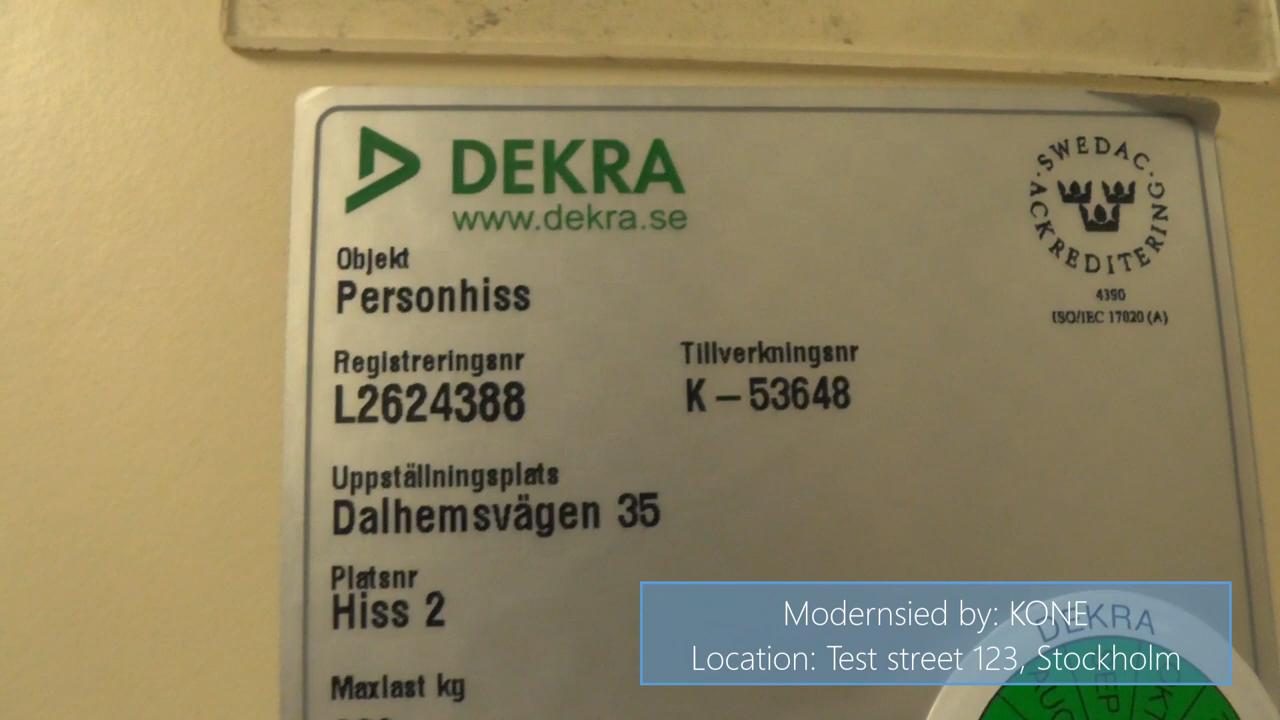 DEKRA
www.dekra.se
SWEDAC ACKREDITERING
4390
ISO/IEC 17020 (A)
Objekt
Personhiss
Registreringsnr
L2624388
Tillverkningsnr
K – 53648
Uppställningsplats
Dalhemsvägen 35
Platsnr
Hiss 2
Maxlast kg
Modernsied by: KONE
Location: Test street 123, Stockholm
DEKRA
AUG